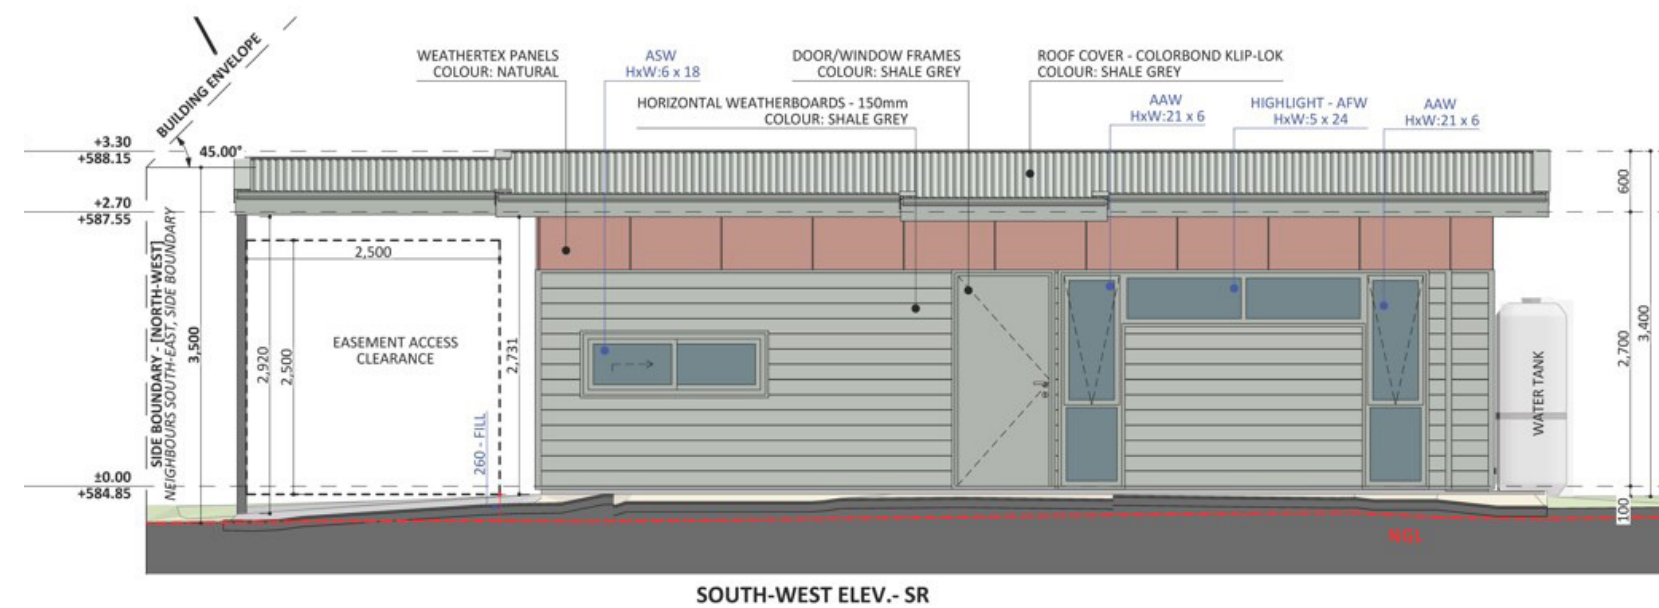 BUILDING ENVELOPE
WEATHERTEX PANELS
COLOUR: NATURAL
ASW
HxW:6 x 18
DOOR/WINDOW FRAMES
COLOUR: SHALE GREY
ROOF COVER - COLORBOND KLIP-LOK
COLOUR: SHALE GREY
HORIZONTAL WEATHERBOARDS - 150mm
COLOUR: SHALE GREY
AAW
HxW:21 x 6
HIGHLIGHT - AFW
HxW:5 x 24
AAW
HxW:21 x 6
+3.30
+588.15
45.00°
600
+2.70
+587.55
2,500
SIDE BOUNDARY - [NORTH-WEST]
NEIGHBOURS SOUTH-EAST, SIDE BOUNDARY
3,500
2,920
2,500
EASEMENT ACCESS
CLEARANCE
2,731
260 - FILL
WATER TANK
2,700
3,400
±0.00
+584.85
100
NGL
SOUTH-WEST ELEV.- SR